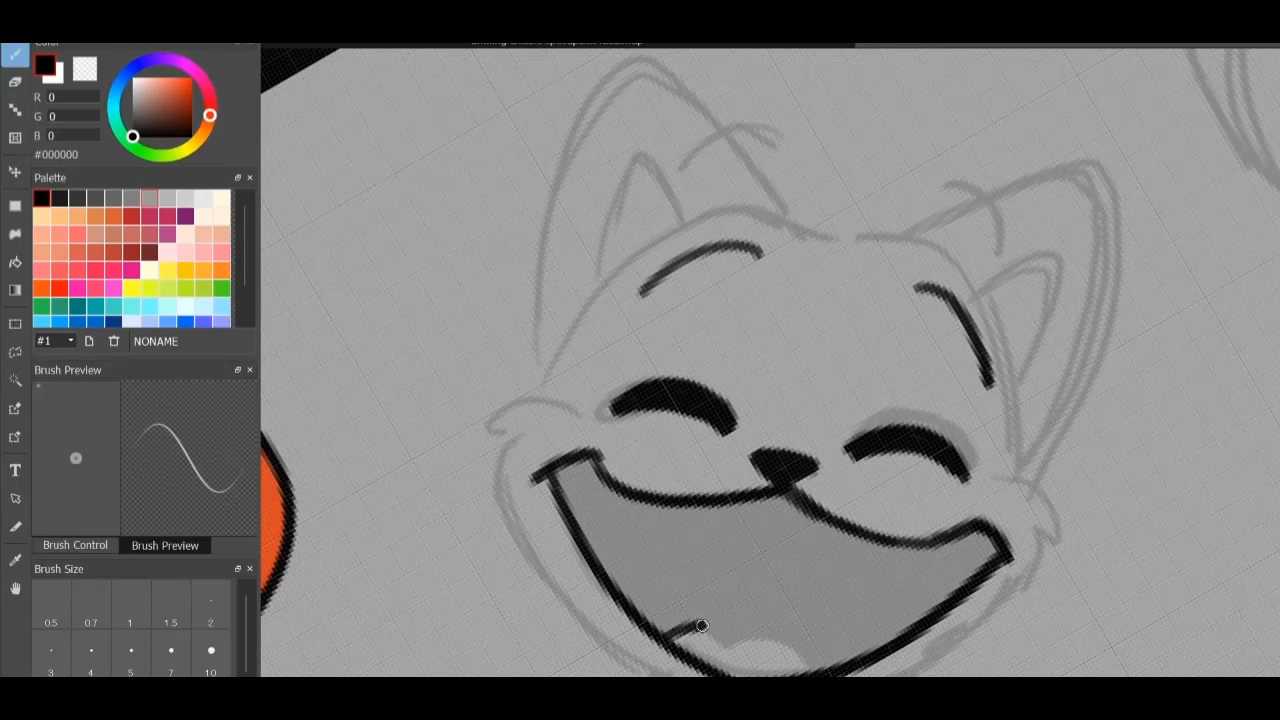 Color
R 0
G 0
B 0
#000000
Palette
#1
NONAME
Brush Preview
*
Brush Control
Brush Preview
Brush Size
0.5 0.7 1 1.5 2
3 4 5 7 10
T